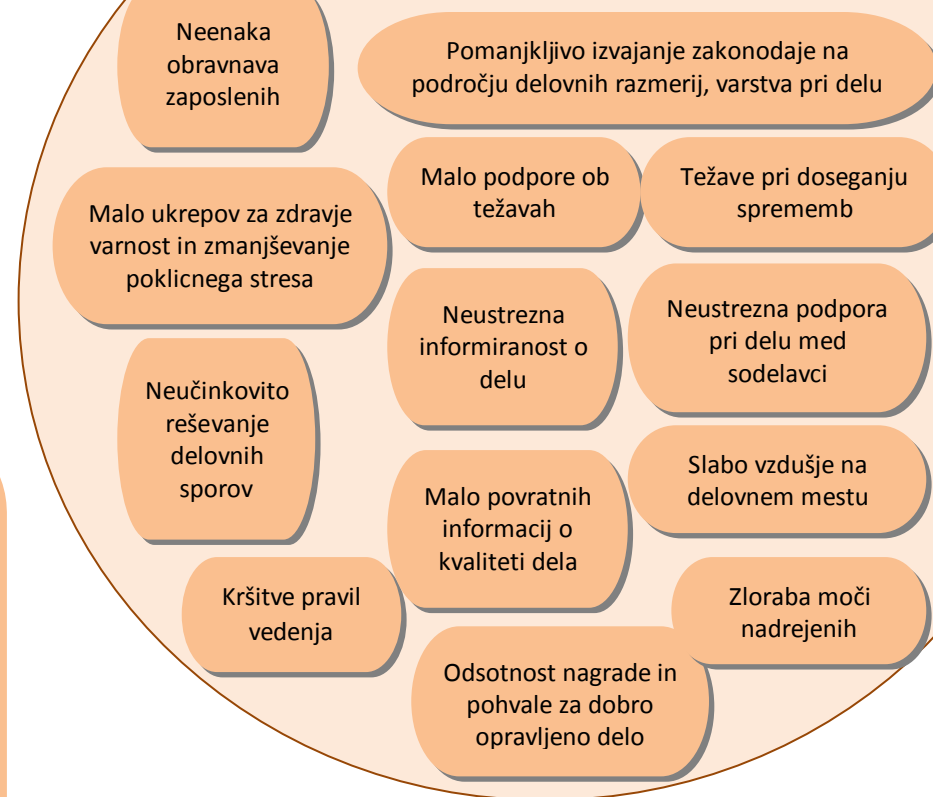 Neenaka
obravnava
zaposlenih
Pomanjkljivo izvajanje zakonodaje na
področju delovnih razmerij, varstva pri delu
Malo podpore ob
težavah
Težave pri doseganju
sprememb
Malo ukrepov za zdravje
varnost in zmanjševanje
poklicnega stresa
Neustrezna
informiranost o
delu
Neustrezna podpora
pri delu med
sodelavci
Neučinkovito
reševanje
delovnih
sporov
Slabo vzdušje na
delovnem mestu
Malo povratnih
informacij o
kvaliteti dela
Kršitve pravil
vedenja
Zloraba moči
nadrejenih
Odsotnost nagrade in
pohvale za dobro
opravljeno delo